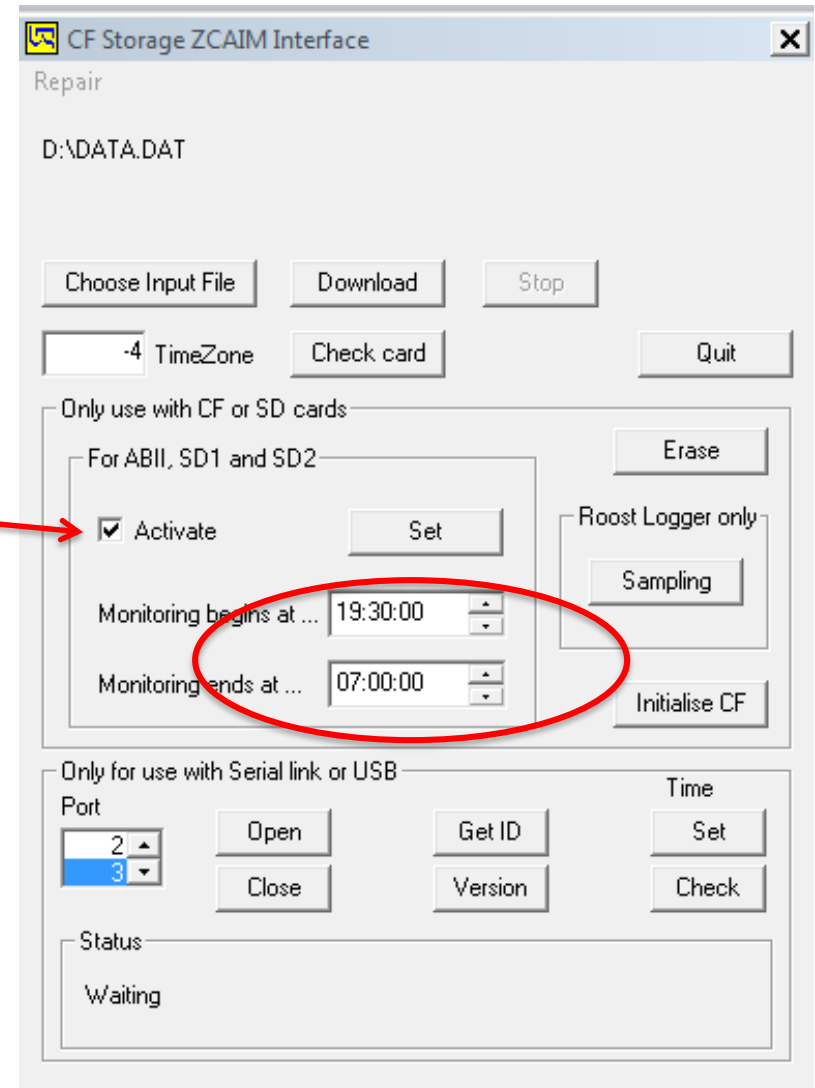 CF Storage ZCAIM Interface
Repair
D:\DATA.DAT
Choose Input File Download Stop
-4 TimeZone Check card Quit
Only use with CF or SD cards
For ABII, SD1 and SD2 Erase
Activate Set Roost Logger only
Sampling
Monitoring begins at ... 19:30:00
Monitoring ends at ... 07:00:00
Initialise CF
Only for use with Serial link or USB
Time
Port
2 Open Get ID Set
3 Close Version Check
Status
Waiting